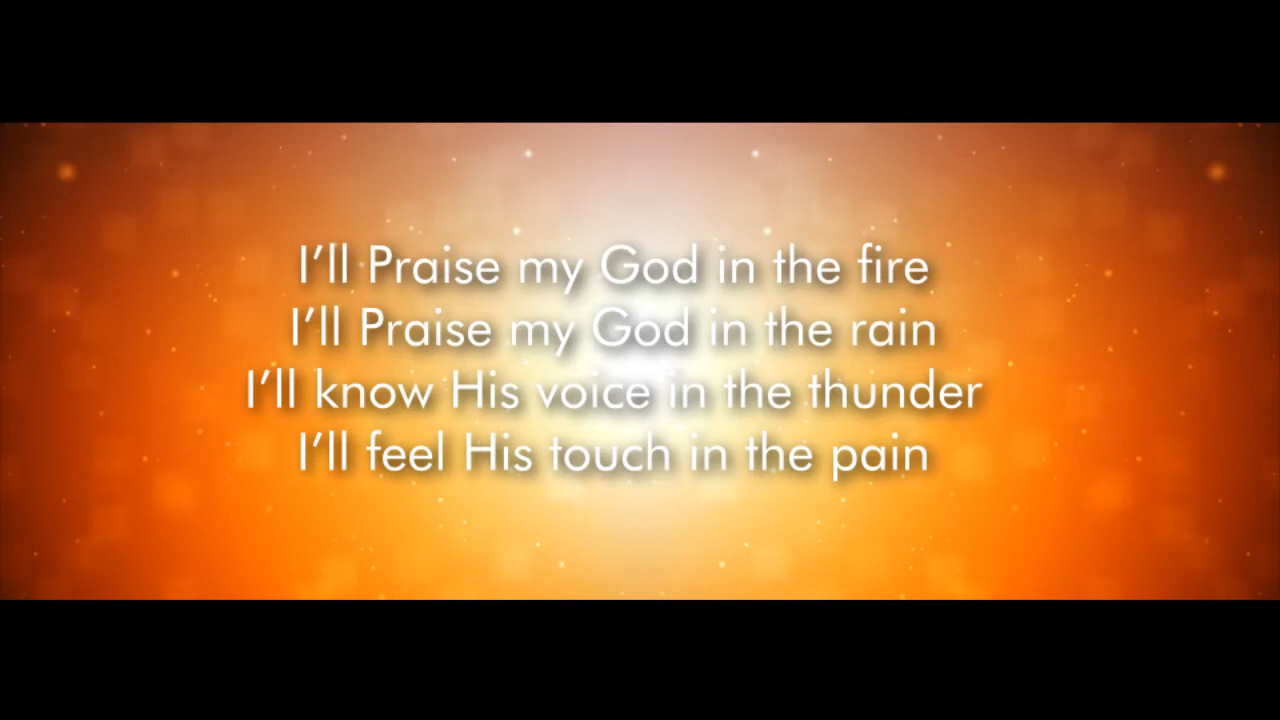 I’ll Praise my God in the fire
I’ll Praise my God in the rain
I’ll know His voice in the thunder
I’ll feel His touch in the pain